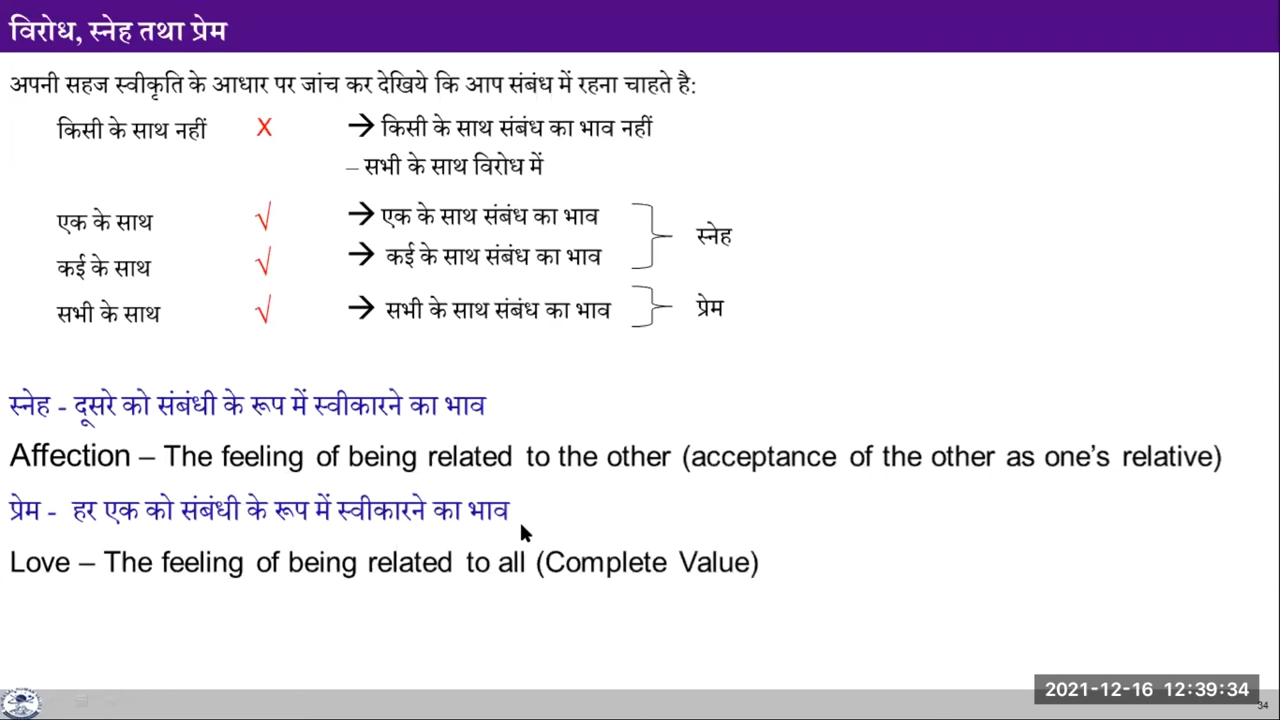 विरोध, स्नेह तथा प्रेम
अपनी सहज स्वीकृति के आधार पर जांच कर देखिये कि आप संबंध में रहना चाहते है:
किसी के साथ नहीं X → किसी के साथ संबंध का भाव नहीं
– सभी के साथ विरोध में
एक के साथ √ → एक के साथ संबंध का भाव
स्नेह
कई के साथ √ → कई के साथ संबंध का भाव
सभी के साथ √ → सभी के साथ संबंध का भाव प्रेम
स्नेह - दूसरे को संबंधी के रूप में स्वीकारने का भाव
Affection – The feeling of being related to the other (acceptance of the other as one’s relative)
प्रेम - हर एक को संबंधी के रूप में स्वीकारने का भाव
Love – The feeling of being related to all (Complete Value)
2021-12-16 12:39:34
34